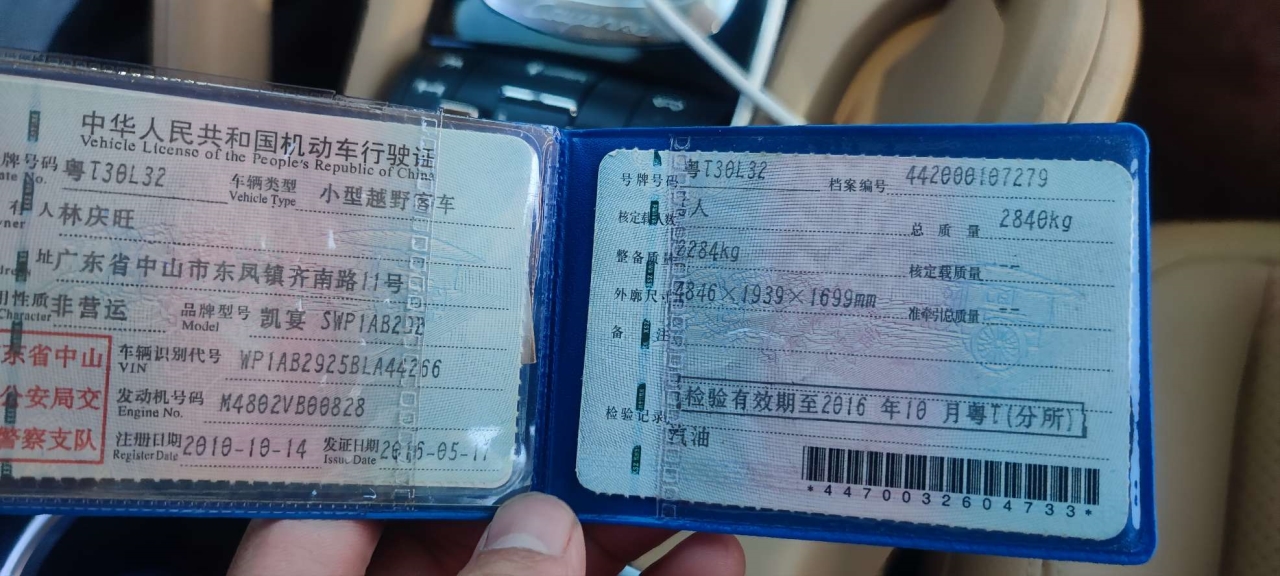 中华人民共和国机动车行驶证
Vehicle License of the People's Republic of China
牌号码 粤T30L32 车辆类型 小型越野客车
Vehicle Type
人 林庆旺
址 广东省中山市东凤镇齐南路11号
用性质 非营运 品牌型号 凯宴 SWP1AB292
Character Model
东省中山
公安局交
警察支队
车辆识别代号 WP1AB2925BLA44266
VIN
发动机号码 M4802VB00828
Engine No.
注册日期 2010-10-14 发证日期 2016-05-17
Register Date Issue Date
号牌号码 粤T30L32 档案编号 442000107279
核定载人数 人 总质量 2840kg
整备质量 2284kg 核定载质量 --
外廓尺寸 4846×1939×1699mm 准牵引总质量 --
备注
检验有效期至2016 年10 月粤T(分所)
检验记录
汽油
*4470032604733*